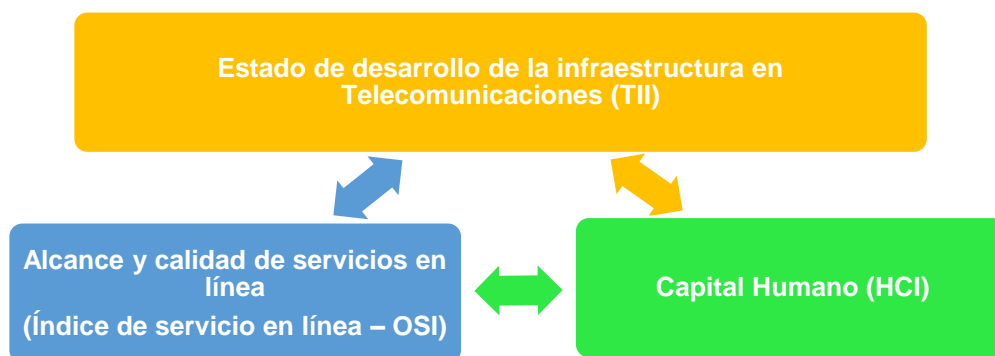 Estado de desarrollo de la infraestructura en
Telecomunicaciones (TII)
Alcance y calidad de servicios en
línea
(Índice de servicio en línea – OSI)
Capital Humano (HCI)